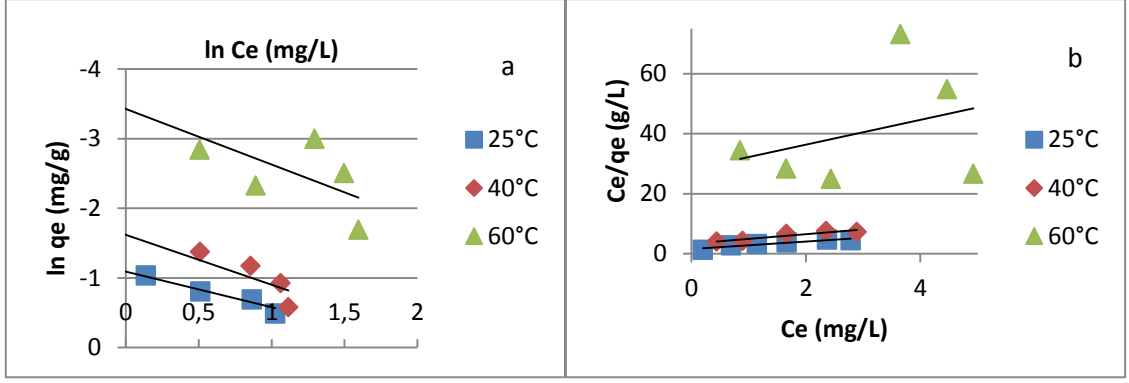 ln Ce (mg/L)
a
-4
-3
-2
-1
0
0
0,5
1
1,5
2
ln qe (mg/g)
25°C
40°C
60°C
b
60
40
20
0
0
2
4
Ce/qe (g/L)
Ce (mg/L)
25°C
40°C
60°C